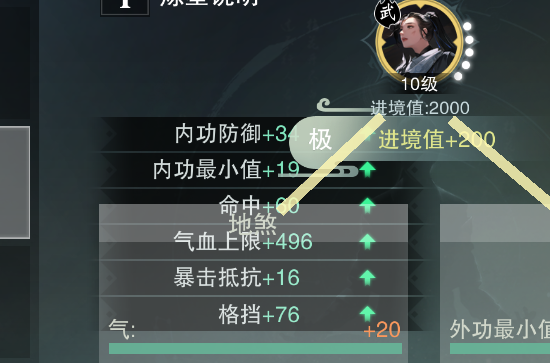 武
10级
进境值:2000
内功防御+34
极 进境值+200
内功最小值+19
命中+60
地煞
气血上限+496
暴击抵抗+16
格挡+76
气: +20
外功最小值